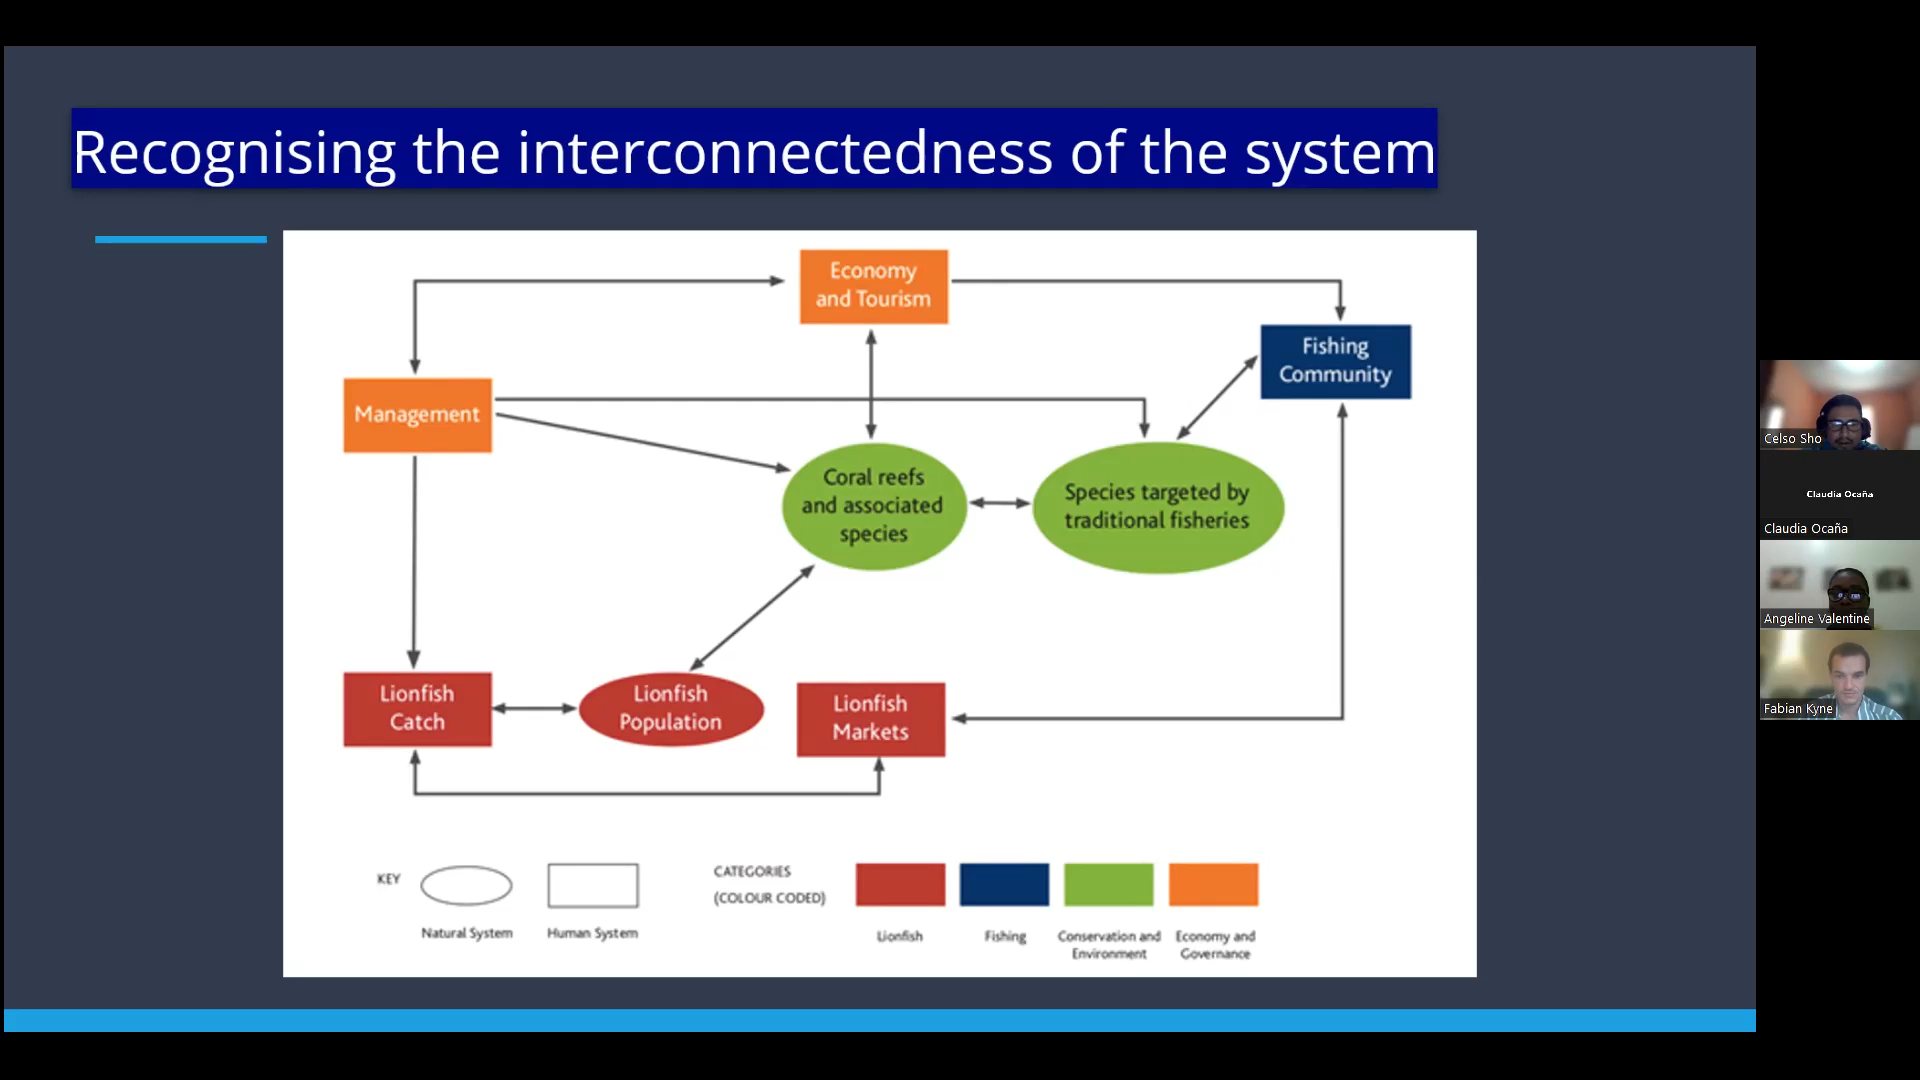 Recognising the interconnectedness of the system
Economy
and Tourism
Fishing
Community
Management
Coral reefs
and associated
species
Species targeted by
traditional fisheries
Lionfish
Catch
Lionfish
Population
Lionfish
Markets
KEY
Natural System
Human System
CATEGORIES
(COLOUR CODED)
Lionfish
Fishing
Conservation and
Environment
Economy and
Governance
Celso Sho
Claudia Ocaña
Claudia Ocaña
Angeline Valentine
Fabian Kyne